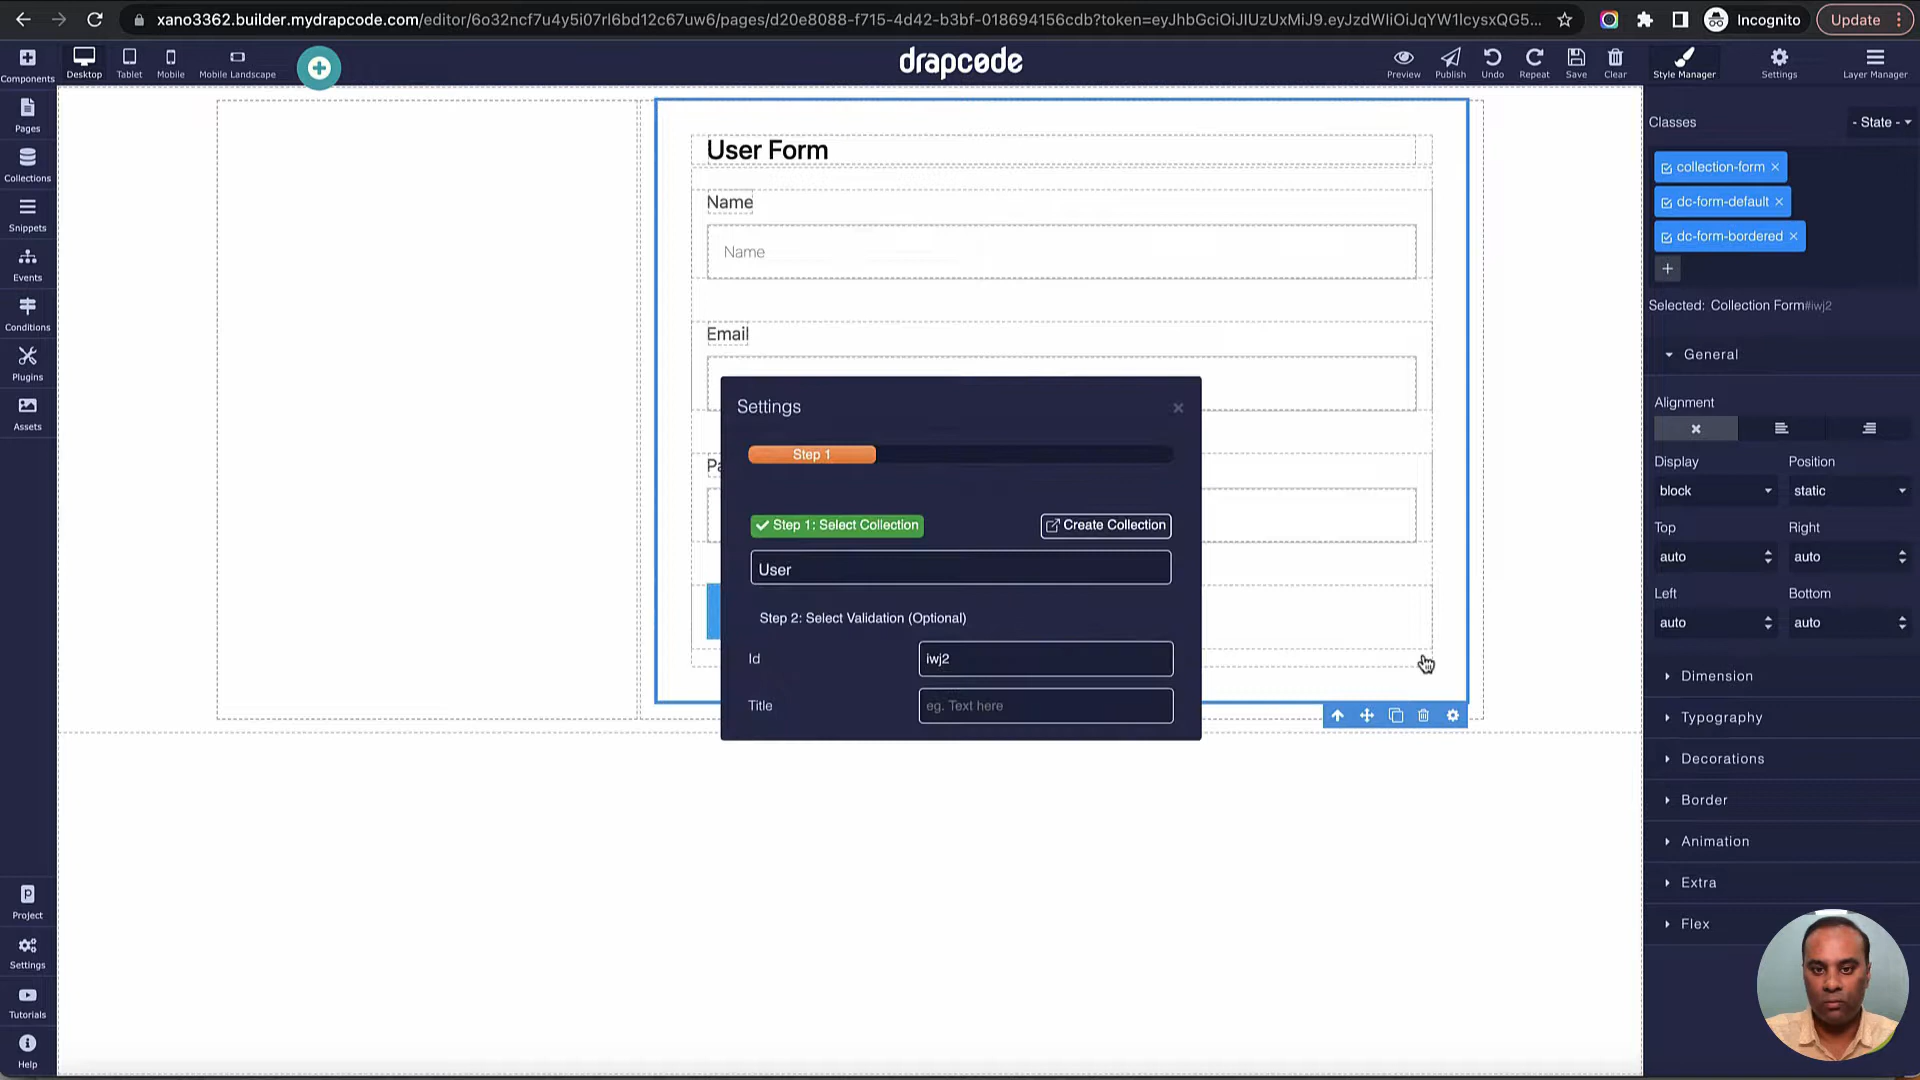 xano3362.builder.mydrapcode.com/editor/6o32ncf7u4y5i07rl6bd12c67uw6/pages/d20e8088-f715-4d42-b3bf-018694156cdb?token=eyJhbGciOiJIUzUxMiJ9.eyJzdWIiOiJqYW1lcysxQG5...
Incognito
Update
Components
Desktop
Tablet
Mobile
Mobile Landscape
drapcode
Preview
Publish
Undo
Repeat
Save
Clear
Style Manager
Settings
Layer Manager
Pages
Collections
Snippets
Events
Conditions
Plugins
Assets
Project
Settings
Tutorials
Help
User Form
Name
Name
Email
Pa
Settings
Step 1
Step 1: Select Collection
Create Collection
User
Step 2: Select Validation (Optional)
Id
iwj2
Title
eg. Text here
Classes
- State -
collection-form
dc-form-default
dc-form-bordered
Selected: Collection Form#iwj2
General
Alignment
Display
Position
block
static
Top
Right
auto
auto
Left
Bottom
auto
auto
Dimension
Typography
Decorations
Border
Animation
Extra
Flex